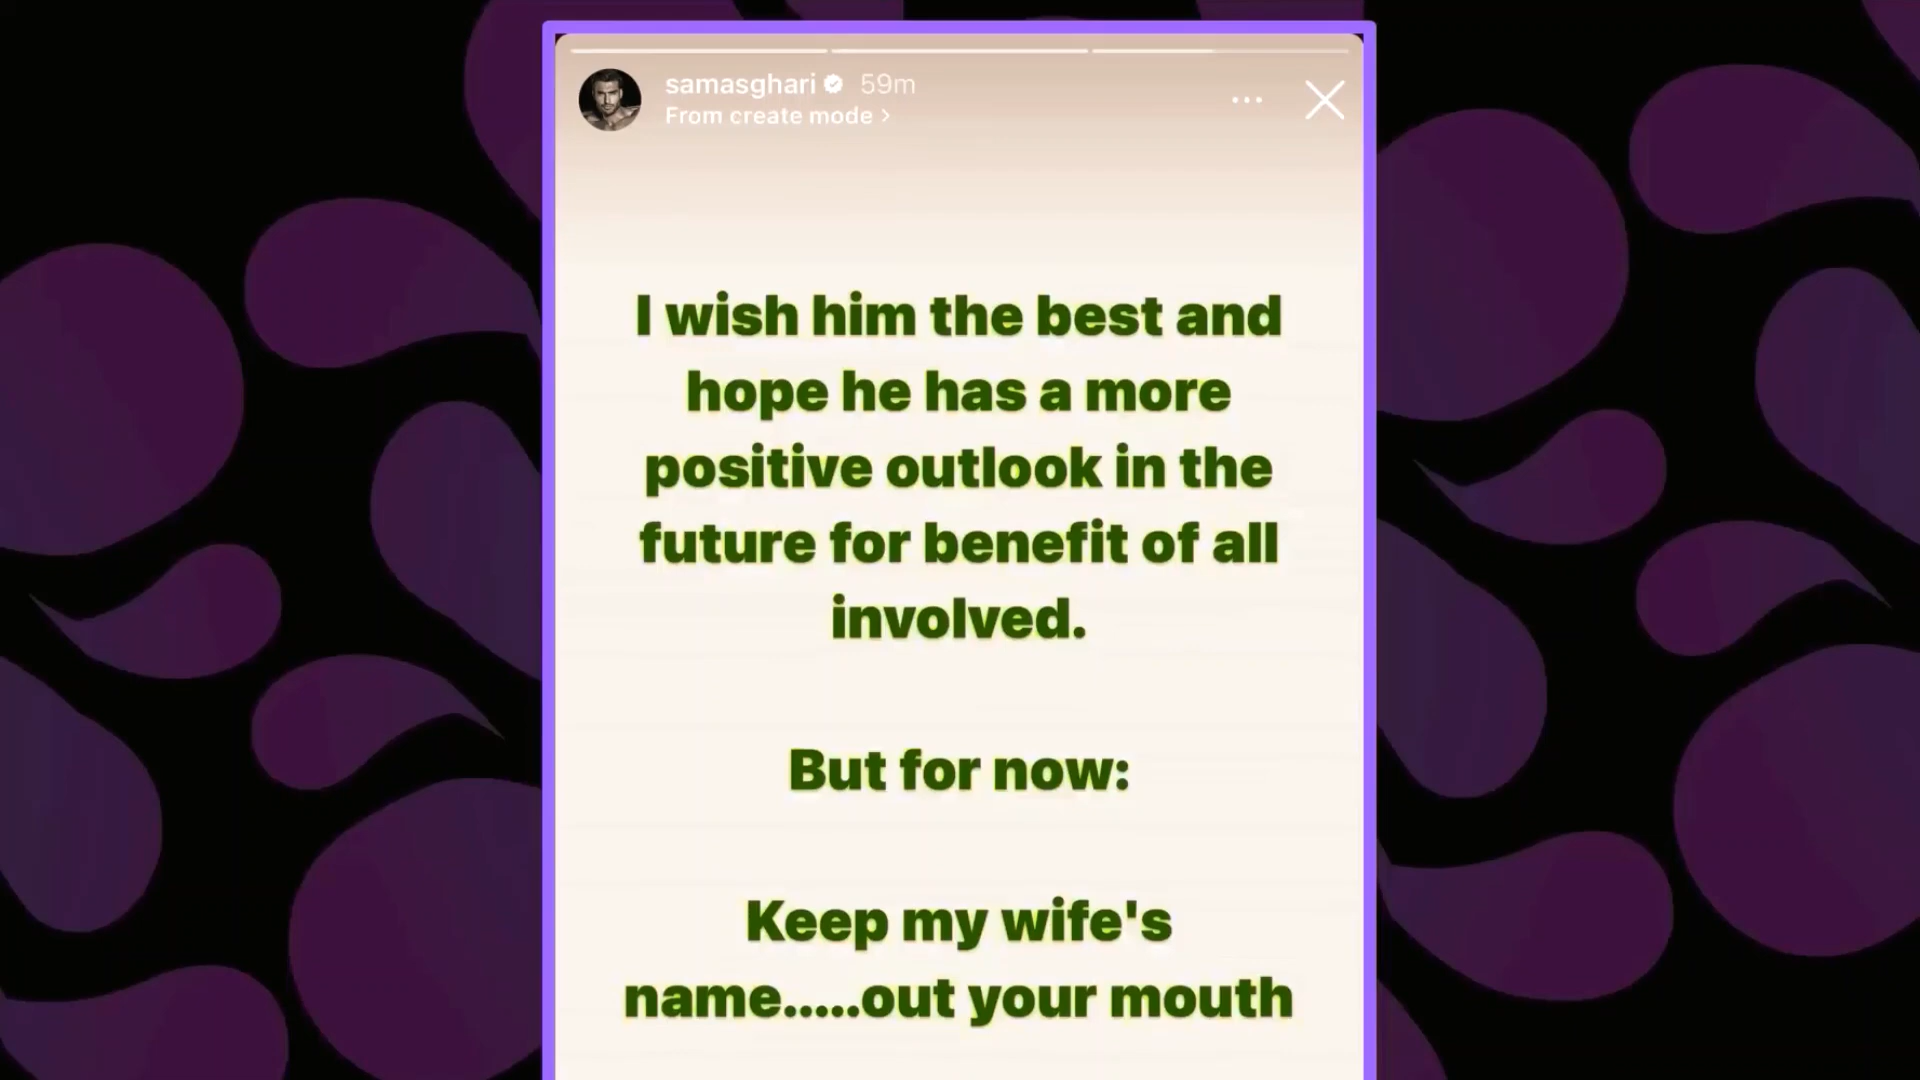 samasghari 59m
From create mode >
I wish him the best and
hope he has a more
positive outlook in the
future for benefit of all
involved.
But for now:
Keep my wife's
name.....out your mouth